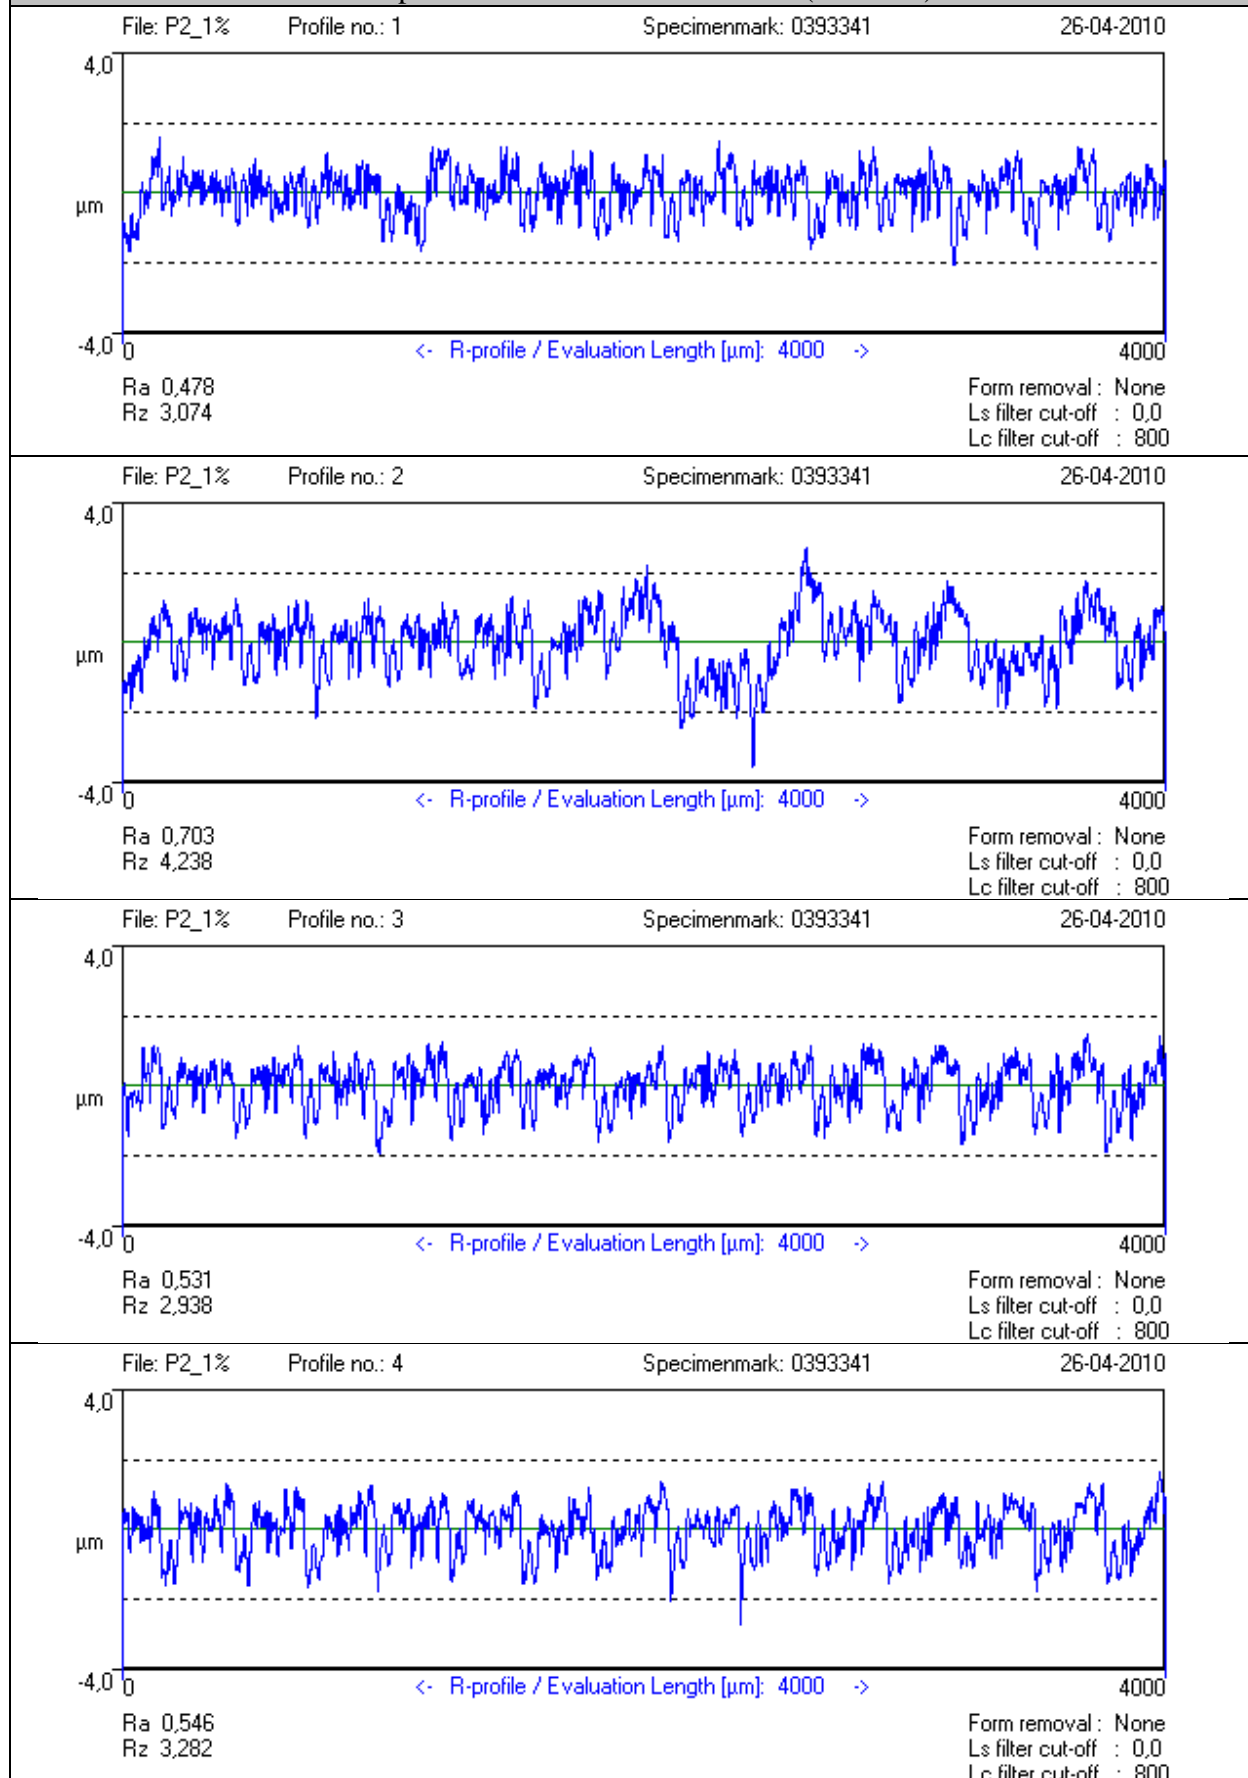 File: P2_1% Profile no.: 1 Specimenmark: 0393341 26-04-2010
4,0
µm
-4,0 0 <- R-profile / Evaluation Length [µm]: 4000 -> 4000
Ra 0,478 Form removal : None
Rz 3,074 Ls filter cut-off : 0,0
Lc filter cut-off : 800
File: P2_1% Profile no.: 2 Specimenmark: 0393341 26-04-2010
4,0
µm
-4,0 0 <- R-profile / Evaluation Length [µm]: 4000 -> 4000
Ra 0,703 Form removal : None
Rz 4,238 Ls filter cut-off : 0,0
Lc filter cut-off : 800
File: P2_1% Profile no.: 3 Specimenmark: 0393341 26-04-2010
4,0
µm
-4,0 0 <- R-profile / Evaluation Length [µm]: 4000 -> 4000
Ra 0,531 Form removal : None
Rz 2,938 Ls filter cut-off : 0,0
Lc filter cut-off : 800
File: P2_1% Profile no.: 4 Specimenmark: 0393341 26-04-2010
4,0
µm
-4,0 0 <- R-profile / Evaluation Length [µm]: 4000 -> 4000
Ra 0,546 Form removal : None
Rz 3,282 Ls filter cut-off : 0,0
Lc filter cut-off : 800